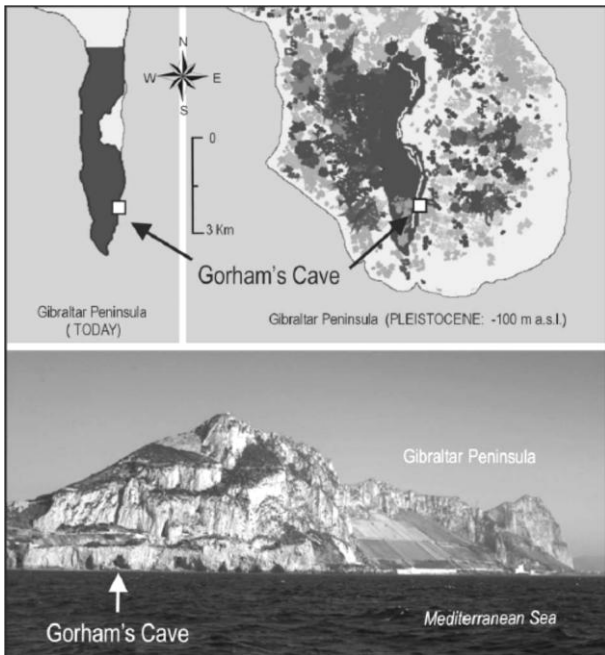 N
W E
S
0
3 Km
Gorham's Cave
Gibraltar Peninsula
( TODAY)
Gibraltar Peninsula (PLEISTOCENE: -100 m a.s.l.)
Gibraltar Peninsula
Gorham's Cave
Mediterranean Sea